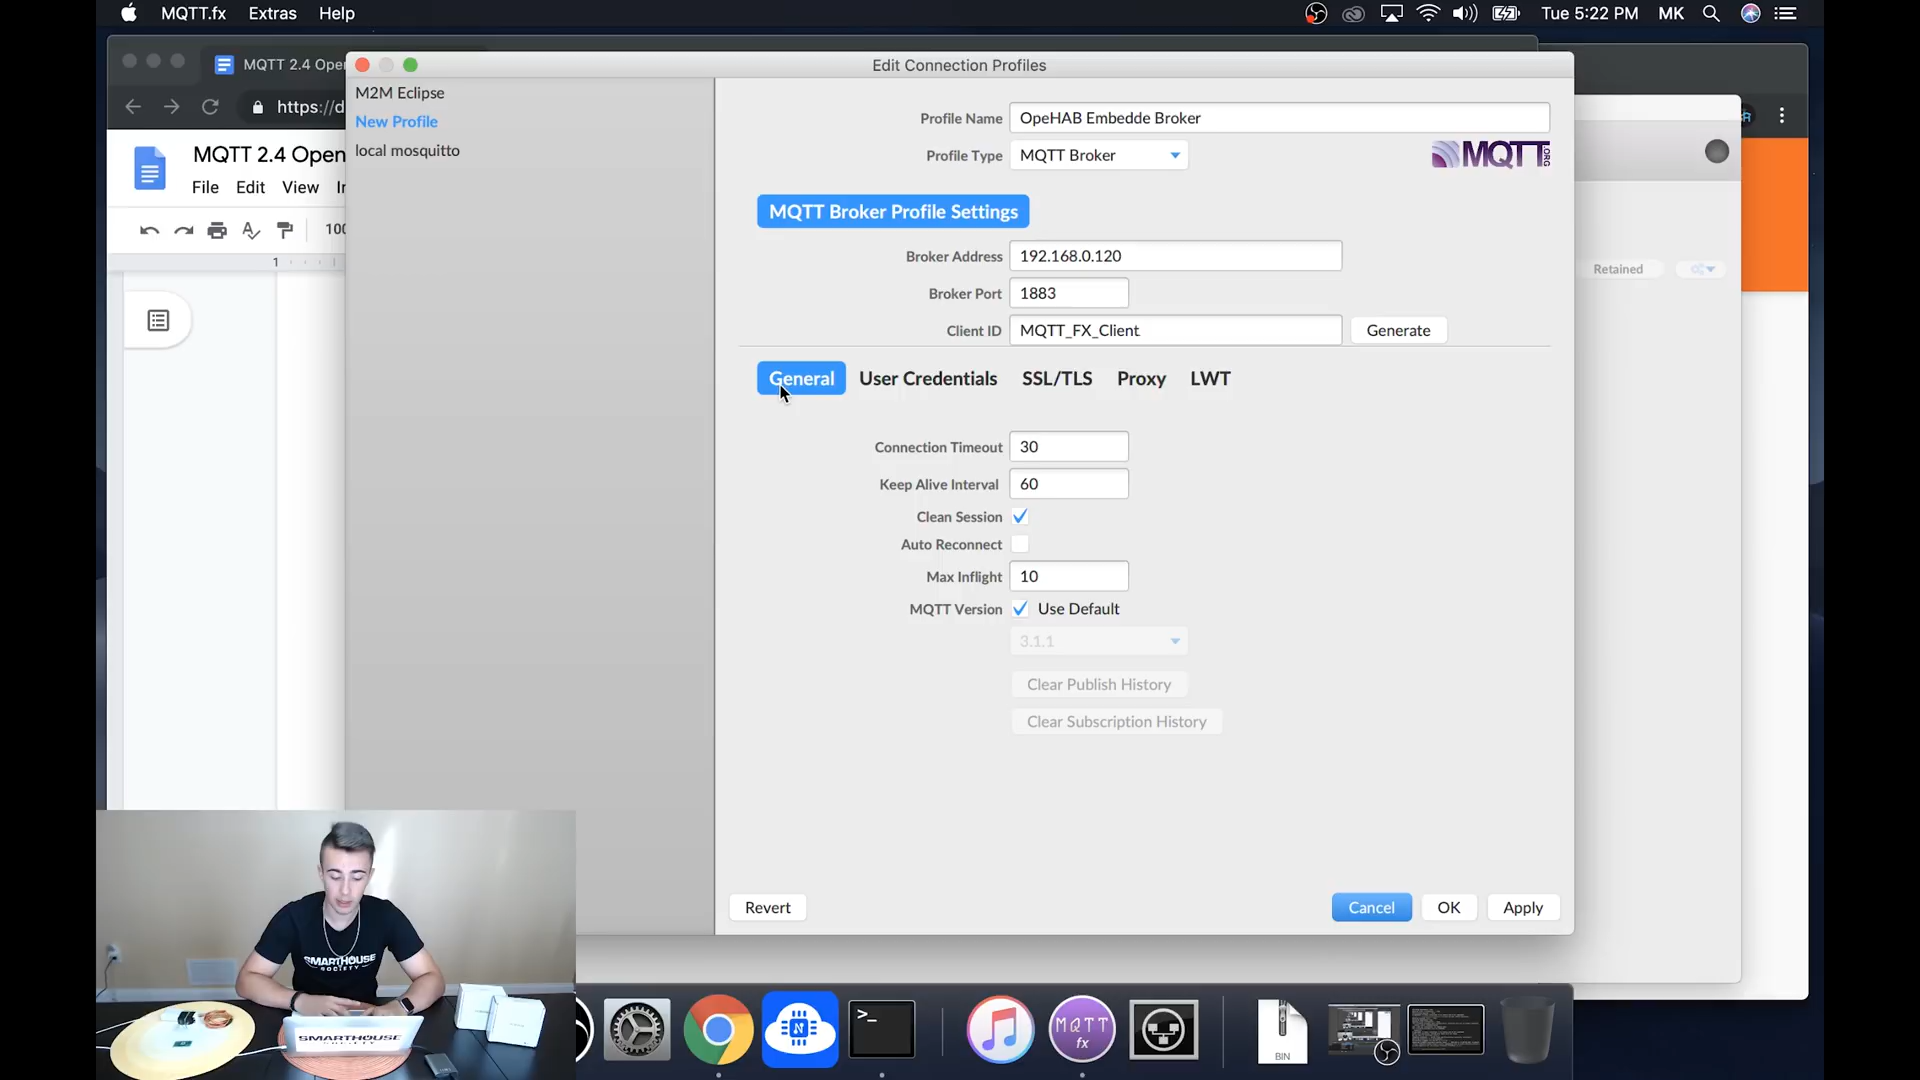 MQTT.fx Extras Help
Tue 5:22 PM MK
MQTT 2.4 Ope
Edit Connection Profiles
https://d
M2M Eclipse
New Profile
local mosquitto
MQTT 2.4 Open
File Edit View
100
1
Profile Name OpeHAB Embedde Broker
Profile Type MQTT Broker
MQTT.ORG
MQTT Broker Profile Settings
Broker Address 192.168.0.120
Broker Port 1883
Client ID MQTT_FX_Client Generate
Retained
General User Credentials SSL/TLS Proxy LWT
Connection Timeout 30
Keep Alive Interval 60
Clean Session
Auto Reconnect
Max Inflight 10
MQTT Version Use Default
3.1.1
Clear Publish History
Clear Subscription History
Revert Cancel OK Apply
SMARTHOUSE
SOCIETY
SMARTHOUSE
SOCIETY
>_
N
MQTT
fx
BIN